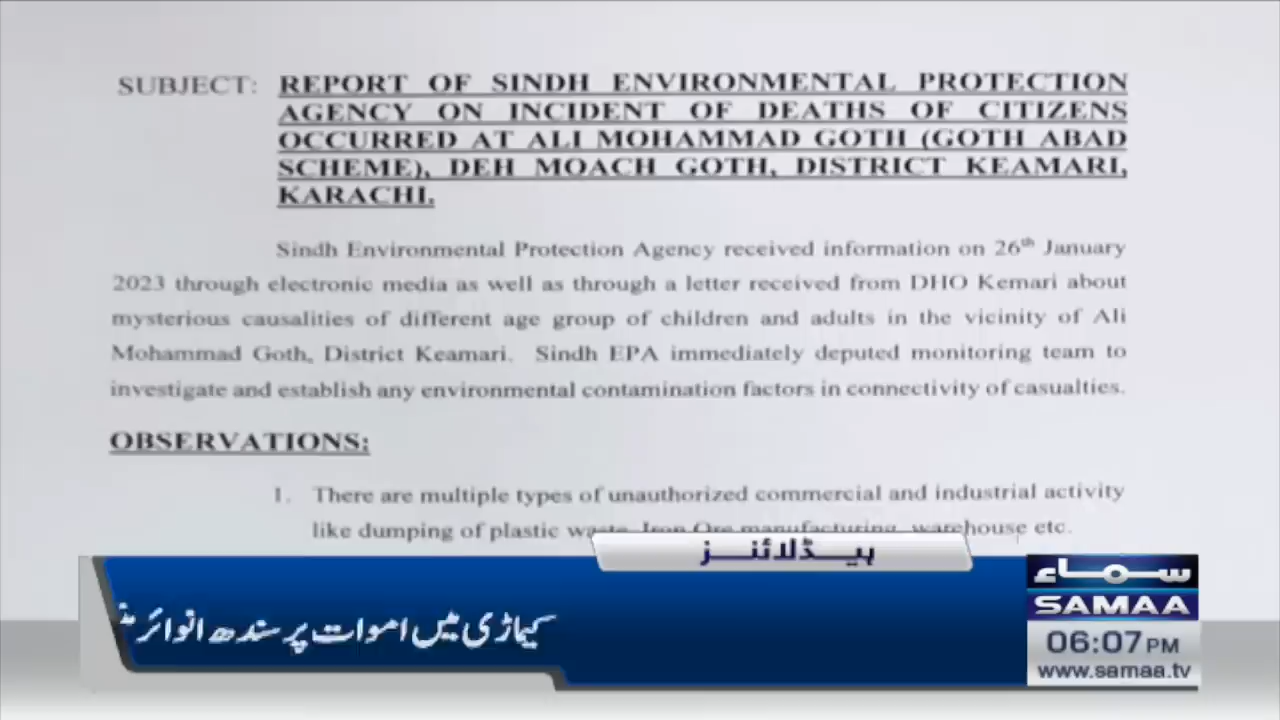 SUBJECT: REPORT OF SINDH ENVIRONMENTAL PROTECTION
AGENCY ON INCIDENT OF DEATHS OF CITIZENS
OCCURRED AT ALI MOHAMMAD GOTH (GOTH ABAD
SCHEME), DEH MOACH GOTH, DISTRICT KEAMARI,
KARACHI.
Sindh Environmental Protection Agency received information on 26th January
2023 through electronic media as well as through a letter received from DHO Kemari about
mysterious causalities of different age group of children and adults in the vicinity of Ali
Mohammad Goth, District Keamari. Sindh EPA immediately deputed monitoring team to
investigate and establish any environmental contamination factors in connectivity of casualties.
OBSERVATIONS:
1. There are multiple types of unauthorized commercial and industrial activity
like dumping of plastic waste, Iron Ore manufacturing, warehouse etc.
ہیڈلائنز
کیماڑی میں اموات پر سندھ انوائر
سماء
SAMAA
06:07 PM
www.samaa.tv